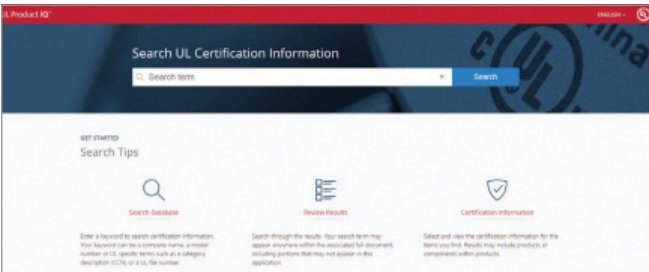 UL Product iQ™
ENGLISH
Search UL Certification Information
Search term
×
Search
UL
China
GET STARTED
Search Tips
Search Database
Review Results
Certification Information
Enter a keyword to search certification information.
Your keyword can be a company name, a model
number or UL specific terms such as a category
description (CCN) or a UL file number.
Search through the results. Your search term may
appear anywhere within the associated full document,
including portions that may not appear in this
application.
Select and view the certification information for the
items you find. Results may include products or
components within products.